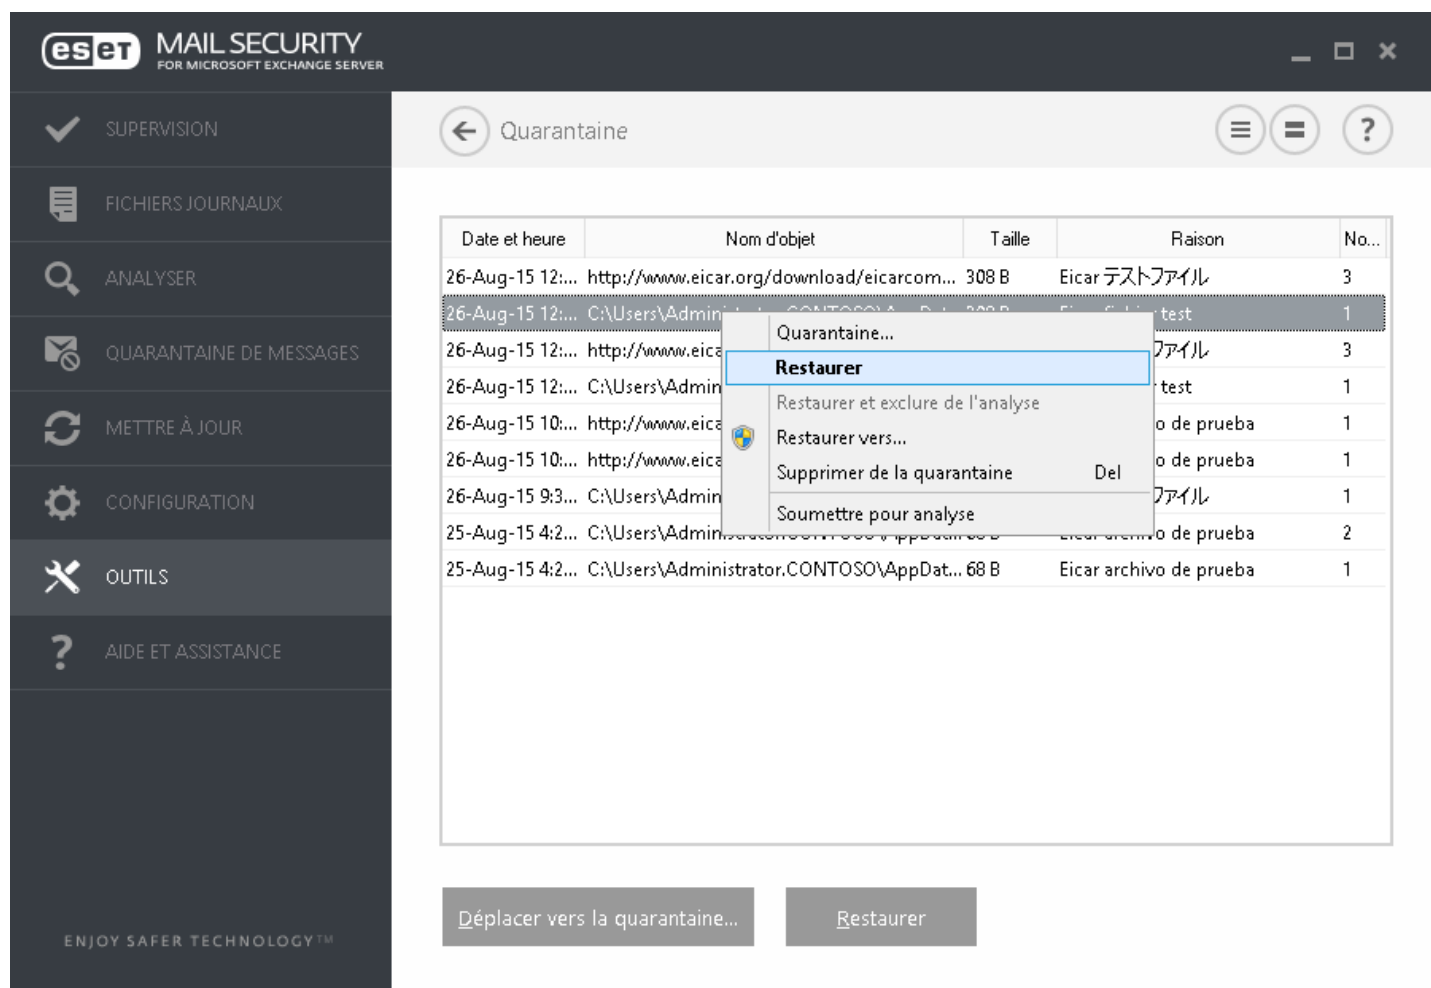 eset MAIL SECURITY
FOR MICROSOFT EXCHANGE SERVER
SUPERVISION
FICHIERS JOURNAUX
ANALYSER
QUARANTAINE DE MESSAGES
METTRE À JOUR
CONFIGURATION
OUTILS
AIDE ET ASSISTANCE
ENJOY SAFER TECHNOLOGY™
Quarantaine
?
Date et heure Nom d'objet Taille Raison No...
26-Aug-15 12:... http://www.eicar.org/download/eicarcom... 308 B Eicar テストファイル 3
26-Aug-15 12:... C:\Users\Admin test 1
26-Aug-15 12:... http://www.eica ファイル 3
26-Aug-15 12:... C:\Users\Admin test 1
26-Aug-15 10:... http://www.eica o de prueba 1
26-Aug-15 10:... http://www.eica o de prueba 1
26-Aug-15 9:3... C:\Users\Admin ファイル 1
25-Aug-15 4:2... C:\Users\Admin o de prueba 2
25-Aug-15 4:2... C:\Users\Administrator.CONTOSO\AppDat... 68 B Eicar archivo de prueba 1
Quarantaine...
Restaurer
Restaurer et exclure de l'analyse
Restaurer vers...
Supprimer de la quarantaine Del
Soumettre pour analyse
Déplacer vers la quarantaine... Restaurer